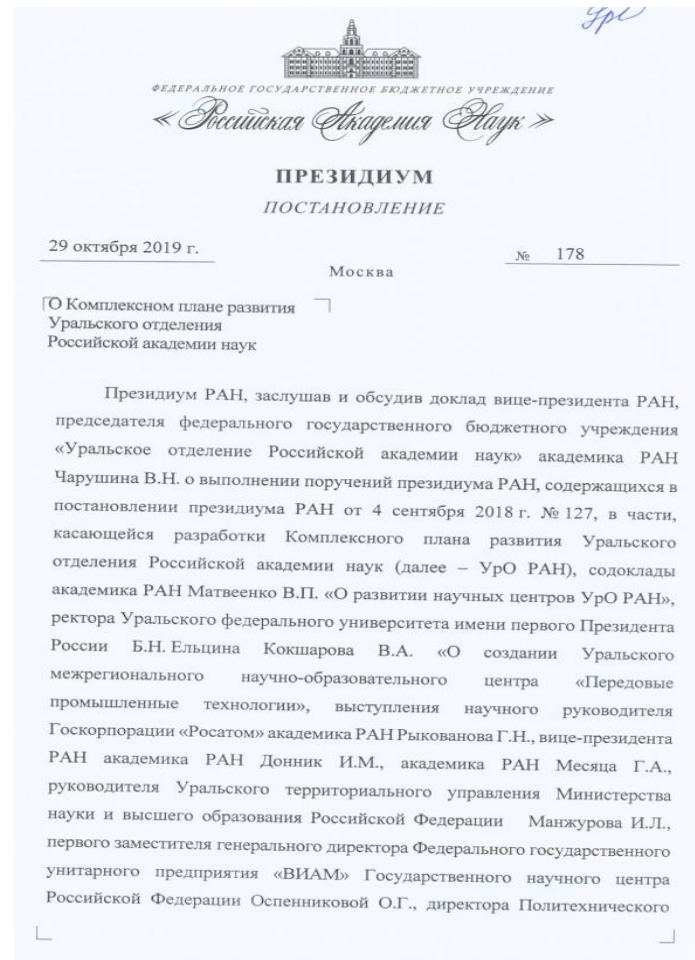 ФЕДЕРАЛЬНОЕ ГОСУДАРСТВЕННОЕ БЮДЖЕТНОЕ УЧРЕЖДЕНИЕ
«Российская Академия Наук»
ПРЕЗИДИУМ
ПОСТАНОВЛЕНИЕ
29 октября 2019 г. № 178
Москва
О Комплексном плане развития
Уральского отделения
Российской академии наук
Президиум РАН, заслушав и обсудив доклад вице-президента РАН,
председателя федерального государственного бюджетного учреждения
«Уральское отделение Российской академии наук» академика РАН
Чарушина В.Н. о выполнении поручений президиума РАН, содержащихся в
постановлении президиума РАН от 4 сентября 2018 г. № 127, в части,
касающейся разработки Комплексного плана развития Уральского
отделения Российской академии наук (далее – УрО РАН), содоклады
академика РАН Матвеенко В.П. «О развитии научных центров УрО РАН»,
ректора Уральского федерального университета имени первого Президента
России Б.Н. Ельцина Кокшарова В.А. «О создании Уральского
межрегионального научно-образовательного центра «Передовые
промышленные технологии», выступления научного руководителя
Госкорпорации «Росатом» академика РАН Рыкованова Г.Н., вице-президента
РАН академика РАН Донник И.М., академика РАН Месяца Г.А.,
руководителя Уральского территориального управления Министерства
науки и высшего образования Российской Федерации Манжурова И.Л.,
первого заместителя генерального директора Федерального государственного
унитарного предприятия «ВИАМ» Государственного научного центра
Российской Федерации Оспенниковой О.Г., директора Политехнического